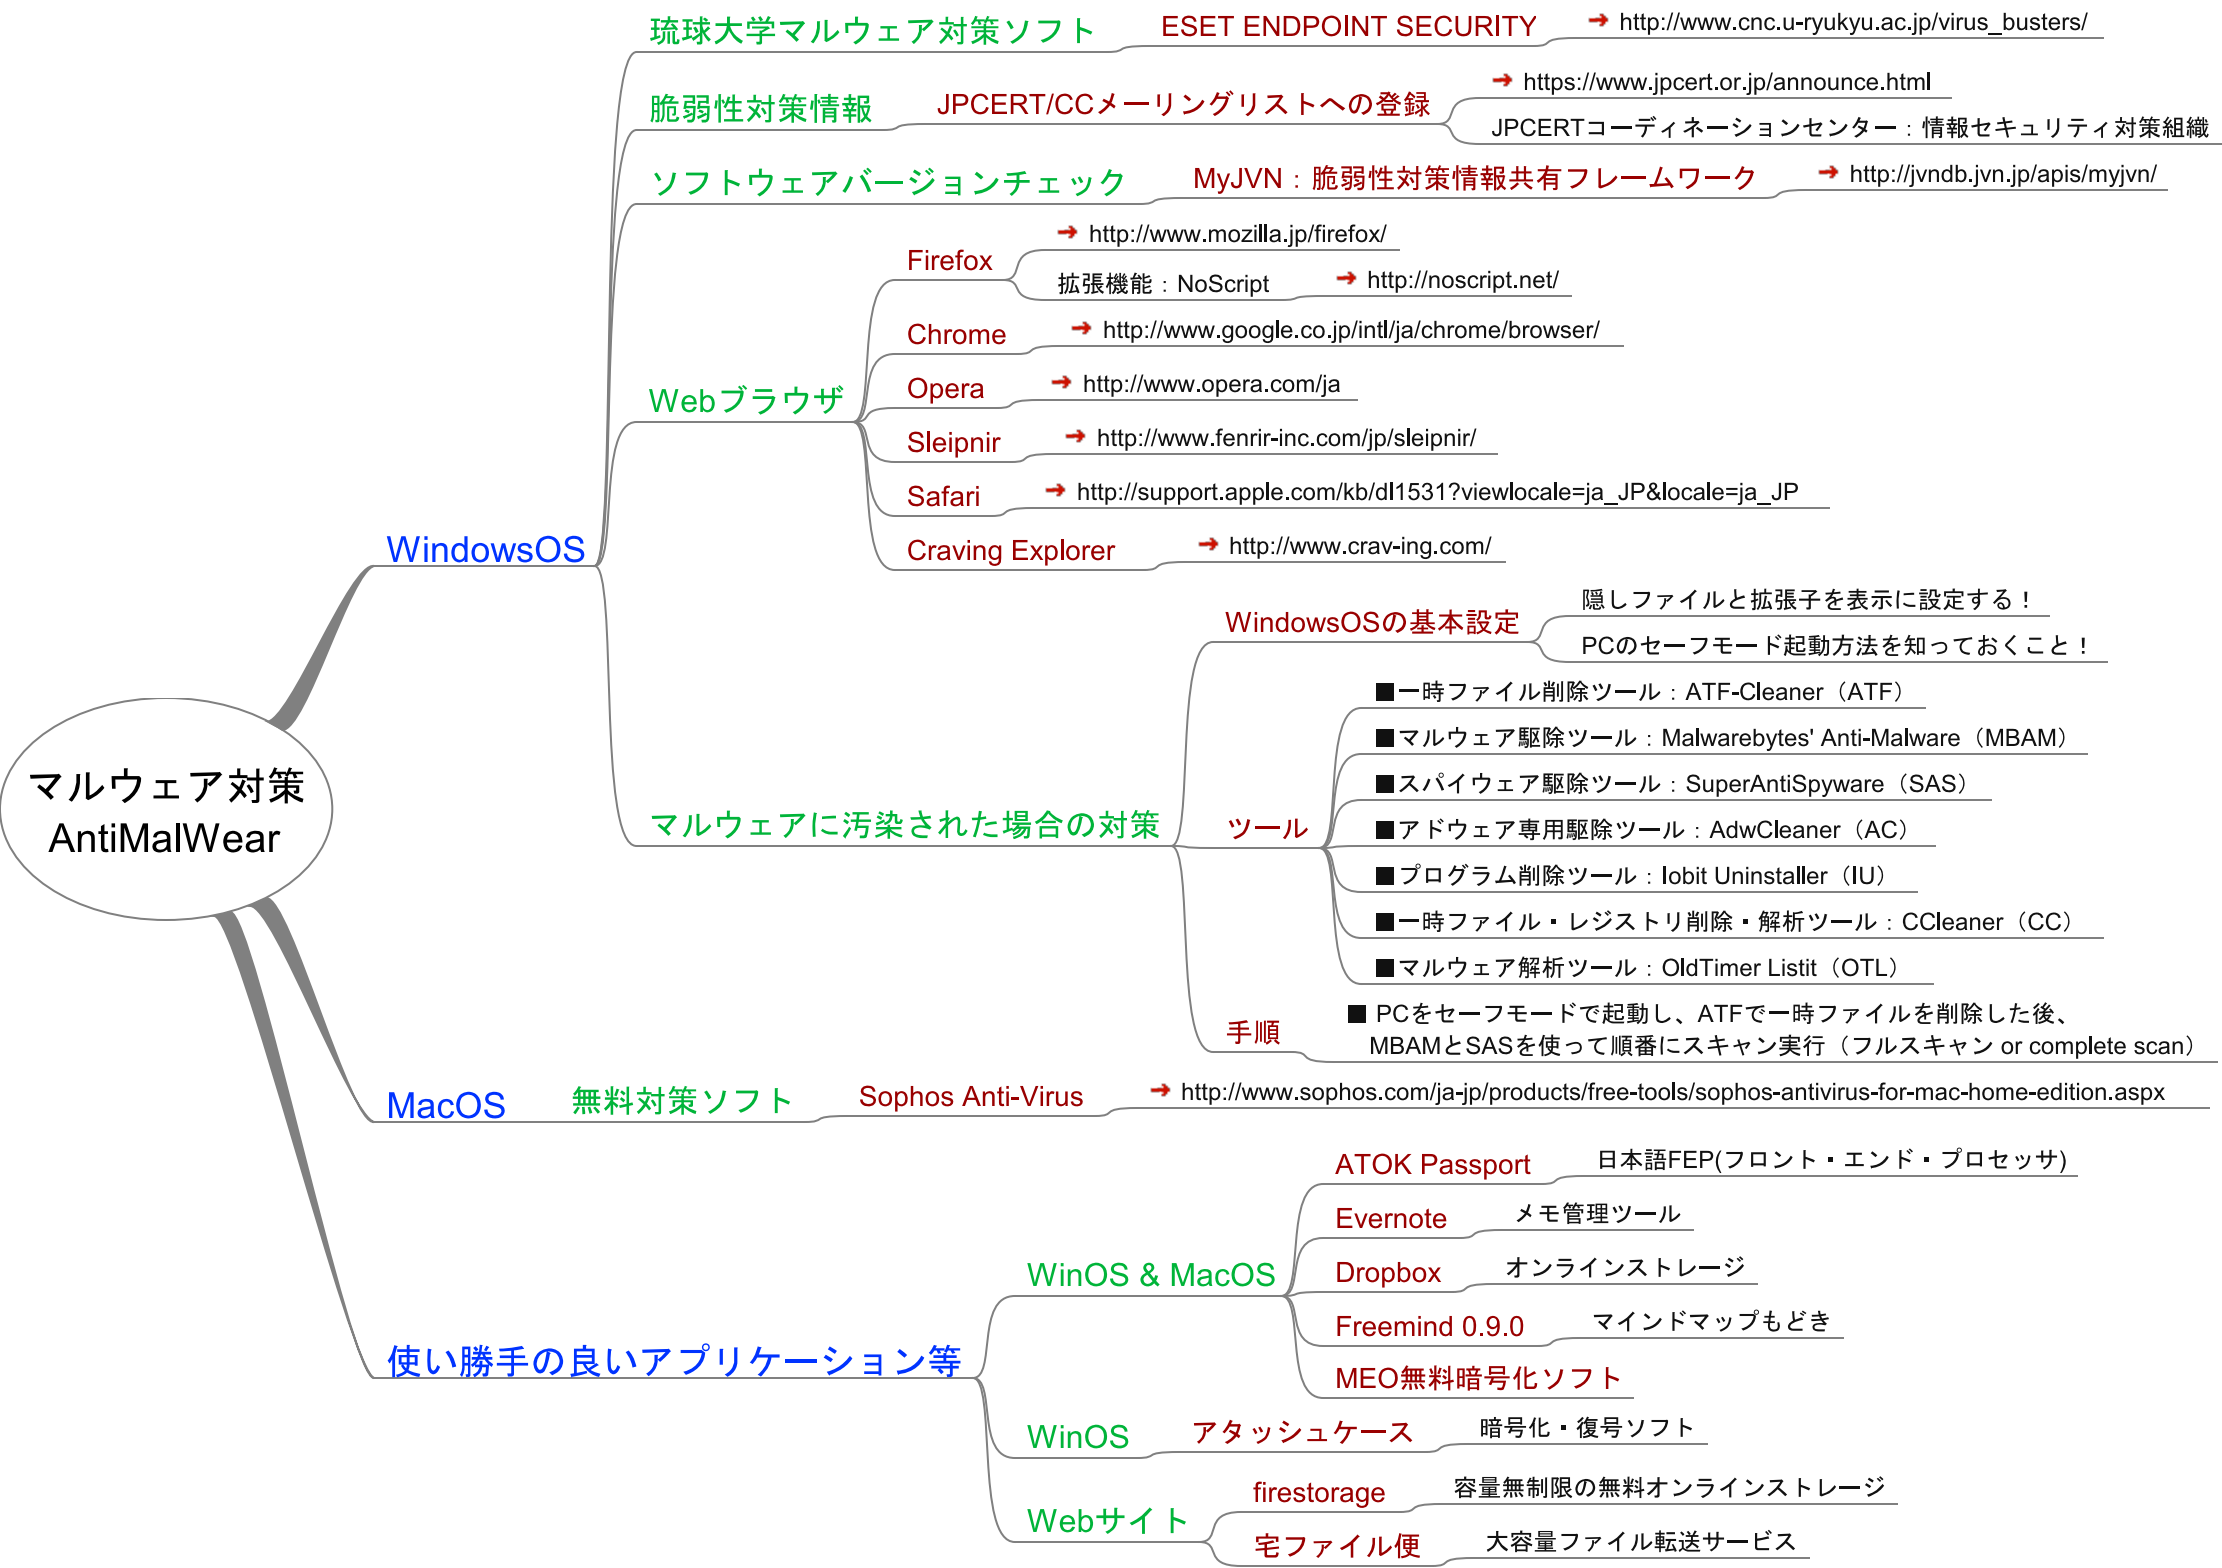 琉球大学マルウェア対策ソフト ESET ENDPOINT SECURITY http://www.cnc.u-ryukyu.ac.jp/virus_busters/
脆弱性対策情報 JPCERT/CCメーリングリストへの登録 https://www.jpcert.or.jp/announce.html
JPCERTコーディネーションセンター：情報セキュリティ対策組織
ソフトウェアバージョンチェック MyJVN：脆弱性対策情報共有フレームワーク http://jvndb.jvn.jp/apis/myjvn/
Webブラウザ
Firefox http://www.mozilla.jp/firefox/
拡張機能：NoScript http://noscript.net/
Chrome http://www.google.co.jp/intl/ja/chrome/browser/
Opera http://www.opera.com/ja
Sleipnir http://www.fenrir-inc.com/jp/sleipnir/
Safari http://support.apple.com/kb/dl1531?viewlocale=ja_JP&locale=ja_JP
Craving Explorer http://www.crav-ing.com/
WindowsOS
マルウェアに汚染された場合の対策
WindowsOSの基本設定
隠しファイルと拡張子を表示に設定する！
PCのセーフモード起動方法を知っておくこと！
ツール
■一時ファイル削除ツール：ATF-Cleaner（ATF）
■マルウェア駆除ツール：Malwarebytes' Anti-Malware（MBAM）
■スパイウェア駆除ツール：SuperAntiSpyware（SAS）
■アドウェア専用駆除ツール：AdwCleaner（AC）
■プログラム削除ツール：Iobit Uninstaller（IU）
■一時ファイル・レジストリ削除・解析ツール：CCleaner（CC）
■マルウェア解析ツール：OldTimer Listit（OTL）
手順
■ PCをセーフモードで起動し、ATFで一時ファイルを削除した後、
MBAMとSASを使って順番にスキャン実行（フルスキャン or complete scan）
マルウェア対策
AntiMalWear
MacOS 無料対策ソフト Sophos Anti-Virus http://www.sophos.com/ja-jp/products/free-tools/sophos-antivirus-for-mac-home-edition.aspx
使い勝手の良いアプリケーション等
WinOS & MacOS
ATOK Passport 日本語FEP(フロント・エンド・プロセッサ)
Evernote メモ管理ツール
Dropbox オンラインストレージ
Freemind 0.9.0 マインドマップもどき
MEO無料暗号化ソフト
WinOS アタッシュケース 暗号化・復号ソフト
Webサイト
firestorage 容量無制限の無料オンラインストレージ
宅ファイル便 大容量ファイル転送サービス